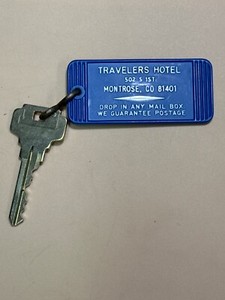 TRAVELERS HOTEL
502 S 1ST
MONTROSE, CO 81401
DROP IN ANY MAIL BOX
WE GUARANTEE POSTAGE